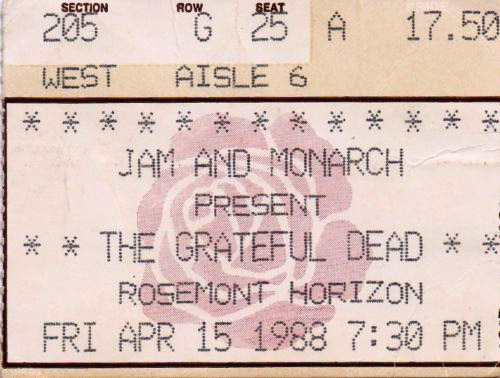 SECTION ROW SEAT
205 G 25 A 17.50
WEST AISLE 6
* * * * * * * * * * * * *
JAM AND MONARCH
PRESENT
* * THE GRATEFUL DEAD * *
ROSEMONT HORIZON
FRI APR 15 1988 7:30 PM